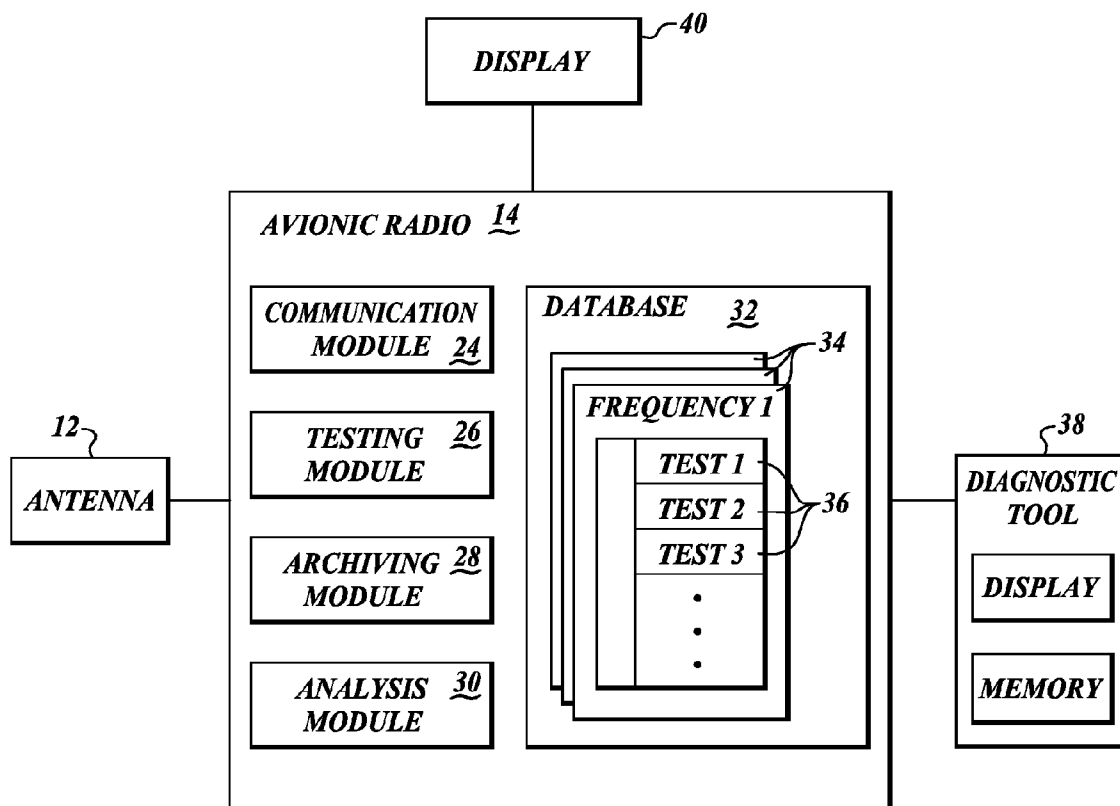 DISPLAY
40
AVIONIC RADIO 14
COMMUNICATION
MODULE 24
TESTING 26
MODULE
ARCHIVING 28
MODULE
ANALYSIS 30
MODULE
DATABASE 32
34
FREQUENCY 1
TEST 1
TEST 2
TEST 3
36
12
ANTENNA
38
DIAGNOSTIC
TOOL
DISPLAY
MEMORY